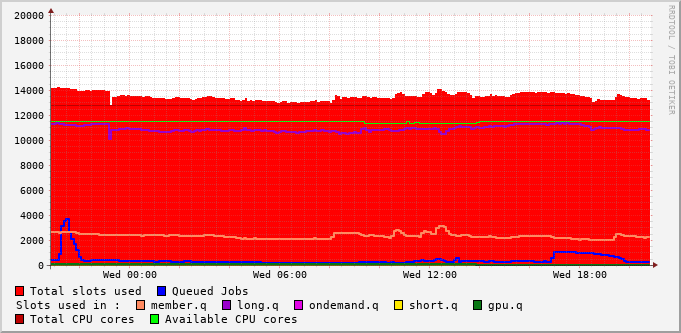 20000
18000
16000
14000
12000
10000
8000
6000
4000
2000
0
Wed 00:00 Wed 06:00 Wed 12:00 Wed 18:00
RRDTOOL / TOBI OETIKER
Total slots used Queued Jobs
Slots used in : member.q long.q ondemand.q short.q gpu.q
Total CPU cores Available CPU cores